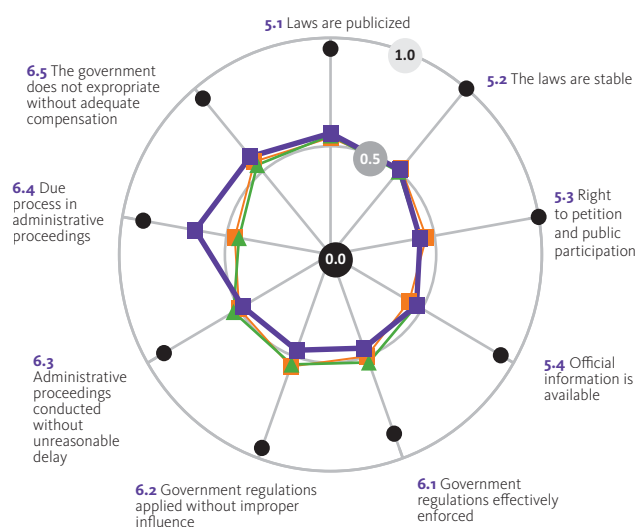 5.1 Laws are publicized
1.0
5.2 The laws are stable
0.5
5.3 Right
to petition
and public
participation
0.0
5.4 Official
information is
available
6.1 Government
regulations effectively
enforced
6.2 Government regulations
applied without improper
influence
6.3
Administrative
proceedings
conducted
without
unreasonable
delay
6.4 Due
process in
administrative
proceedings
6.5 The government
does not expropriate
without adequate
compensation